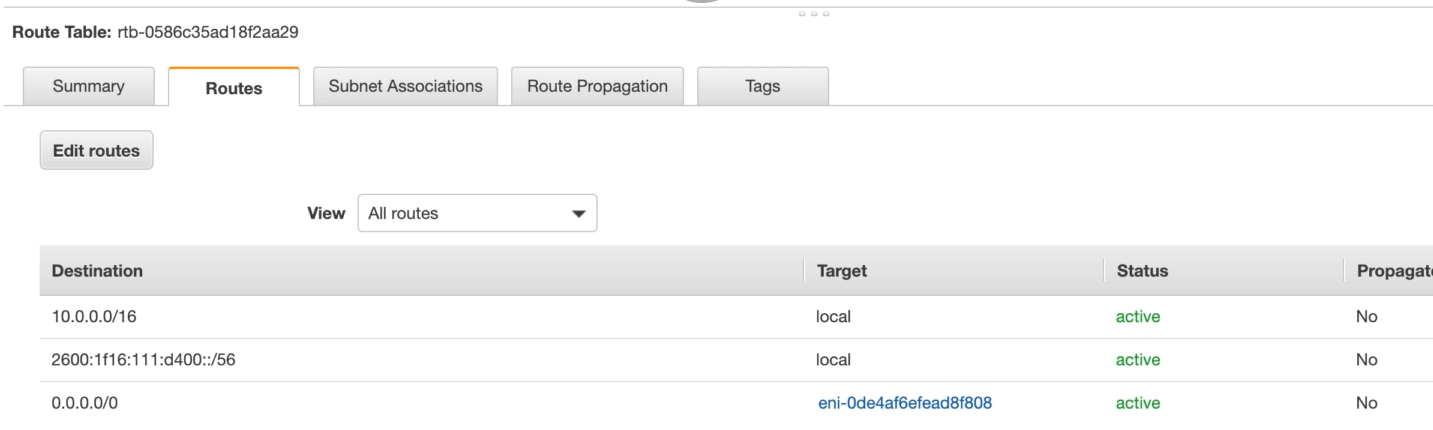 Route Table: rtb-0586c35ad18f2aa29
Summary Routes Subnet Associations Route Propagation Tags
Edit routes
View All routes
Destination Target Status Propagate
10.0.0.0/16 local active No
2600:1f16:111:d400::/56 local active No
0.0.0.0/0 eni-0de4af6efead8f808 active No